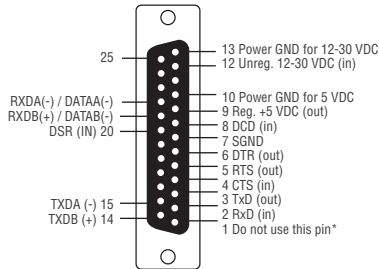 25
RXDA(-) / DATAA(-)
RXDB(+) / DATAB(-)
DSR (IN) 20
TXDA (-) 15
TXDB (+) 14
13 Power GND for 12-30 VDC
12 Unreg. 12-30 VDC (in)
10 Power GND for 5 VDC
9 Reg. +5 VDC (out)
8 DCD (in)
7 SGND
6 DTR (out)
5 RTS (out)
4 CTS (in)
3 TxD (out)
2 RxD (in)
1 Do not use this pin*